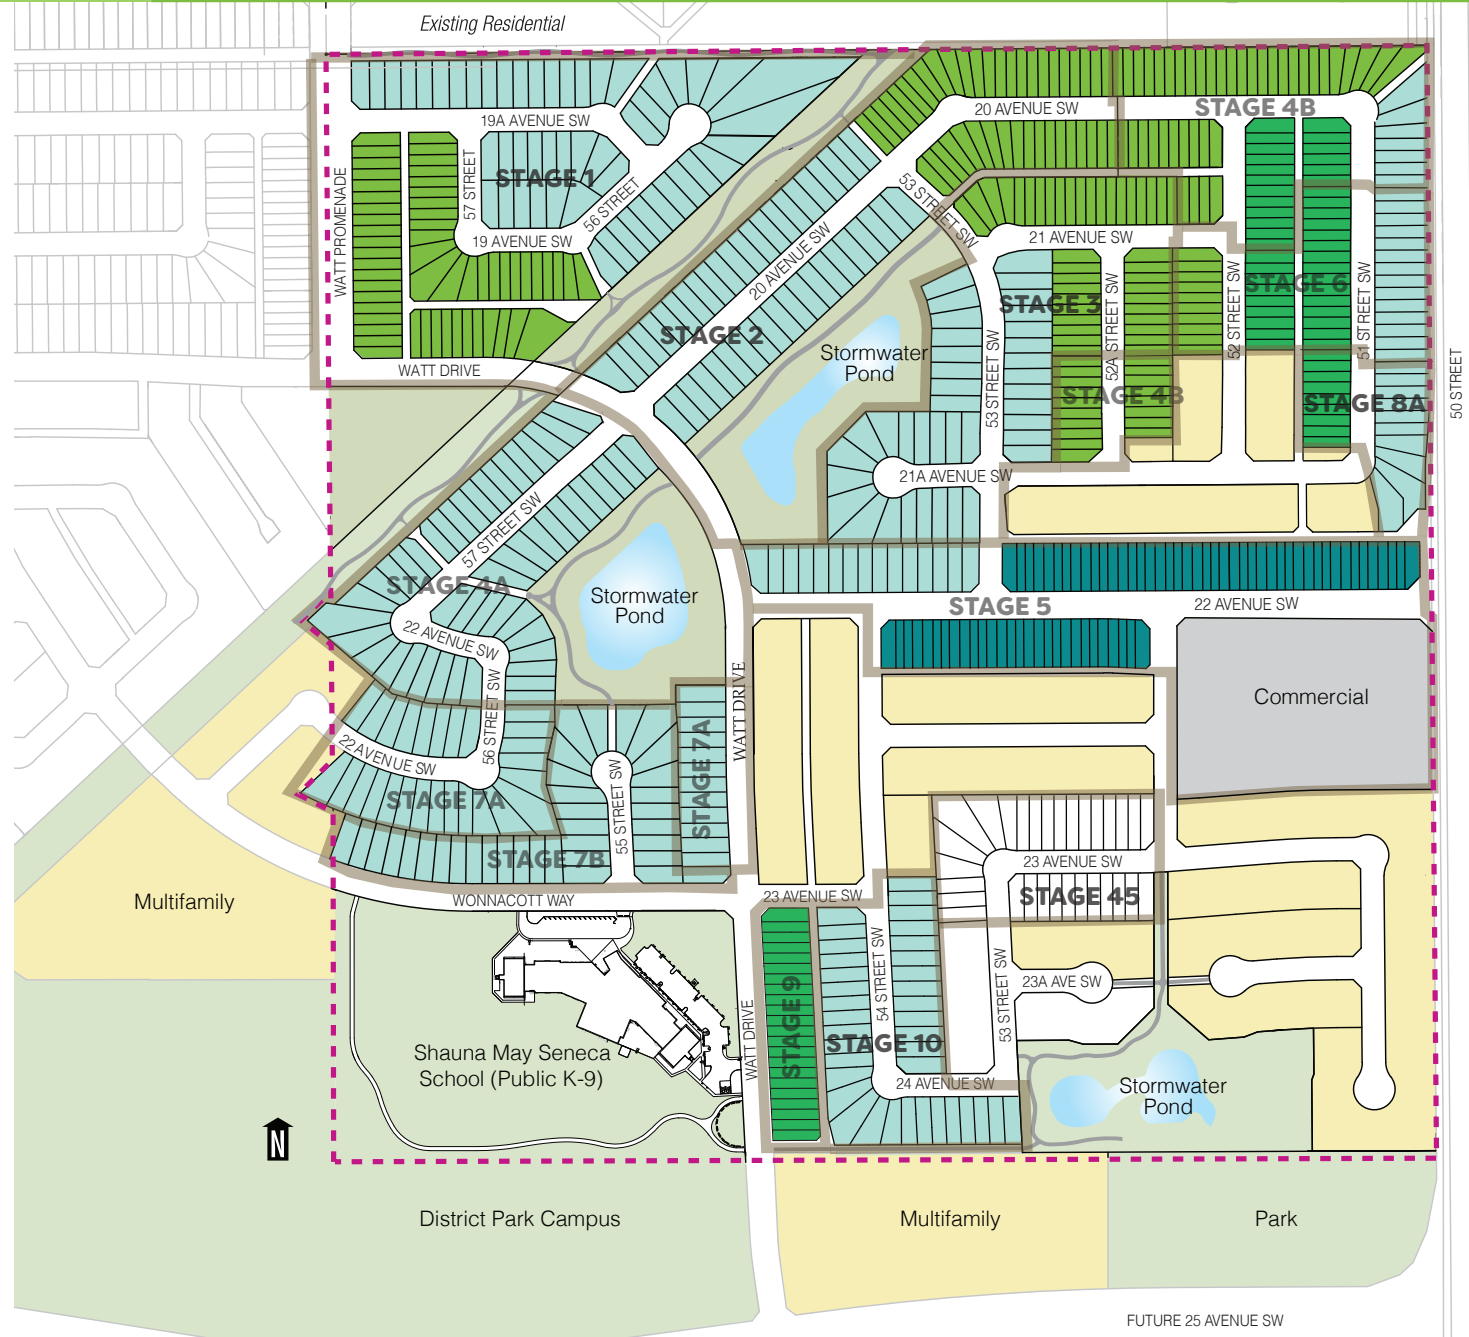 Existing Residential
20 AVENUE SW
STAGE 4B
19A AVENUE SW
WATT PROMENADE
57 STREET
STAGE 1
56 STREET
53 STREET SW
19 AVENUE SW
21 AVENUE SW
20 AVENUE SW
STAGE 3
52A STREET SW
52 STREET SW
STAGE 6
51 STREET SW
STAGE 2
Stormwater
Pond
53 STREET SW
WATT DRIVE
STAGE 4B
STAGE 8A
50 STREET
21A AVENUE SW
57 STREET SW
STAGE 4A
Stormwater
Pond
STAGE 5
22 AVENUE SW
22 AVENUE SW
56 STREET SW
WATT DRIVE
Commercial
22 AVENUE SW
STAGE 7A
STAGE 7A
55 STREET SW
STAGE 7B
23 AVENUE SW
Multifamily
WONNACOTT WAY
23 AVENUE SW
STAGE 45
54 STREET SW
53 STREET SW
23A AVE SW
STAGE 9
WATT DRIVE
STAGE 10
Shauna May Seneca
School (Public K-9)
24 AVENUE SW
Stormwater
Pond
N
District Park Campus
Multifamily
Park
FUTURE 25 AVENUE SW